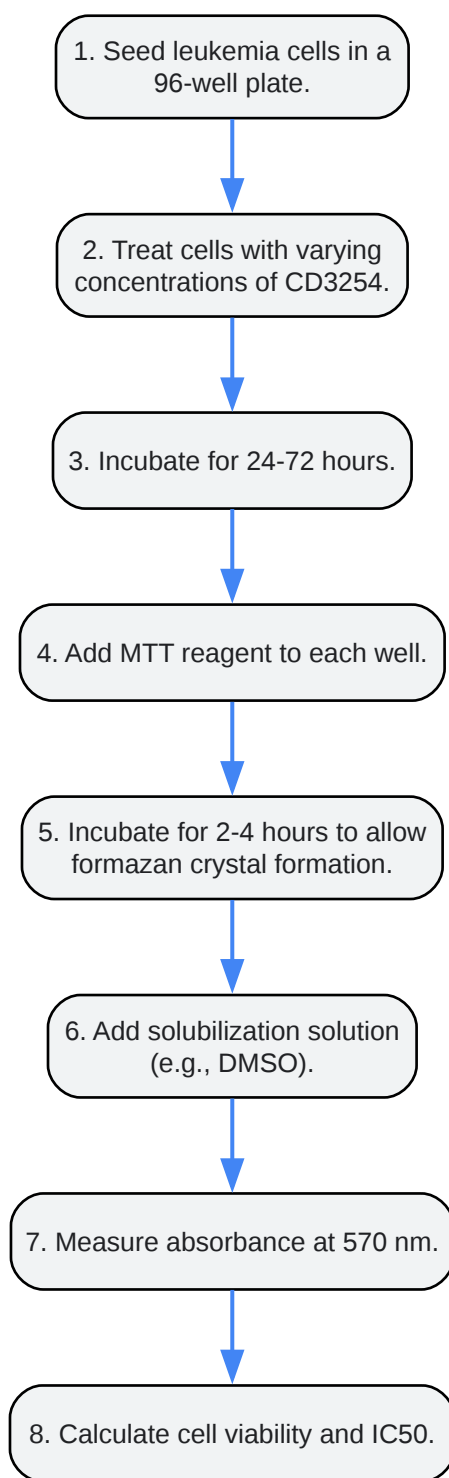 1. Seed leukemia cells in a
96-well plate.
2. Treat cells with varying
concentrations of CD3254.
3. Incubate for 24-72 hours.
4. Add MTT reagent to each well.
5. Incubate for 2-4 hours to allow
formazan crystal formation.
6. Add solubilization solution
(e.g., DMSO).
7. Measure absorbance at 570 nm.
8. Calculate cell viability and IC50.